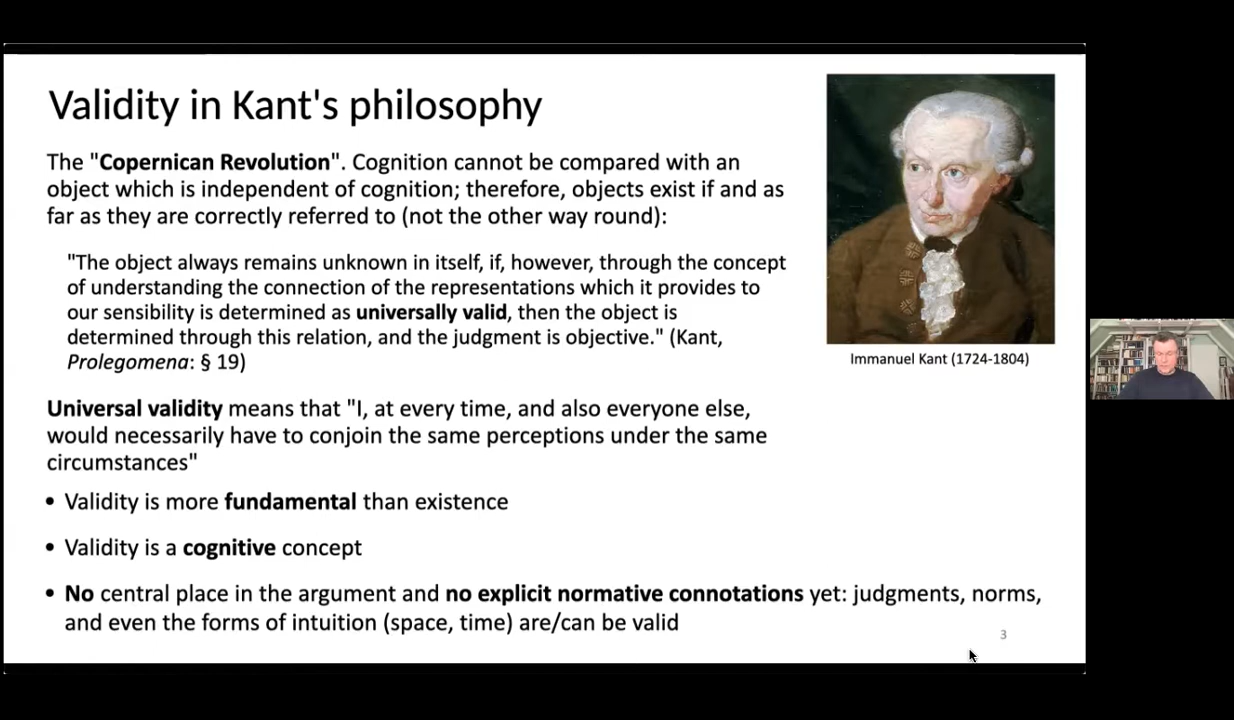 Validity in Kant's philosophy
The "Copernican Revolution". Cognition cannot be compared with an
object which is independent of cognition; therefore, objects exist if and as
far as they are correctly referred to (not the other way round):
"The object always remains unknown in itself, if, however, through the concept
of understanding the connection of the representations which it provides to
our sensibility is determined as universally valid, then the object is
determined through this relation, and the judgment is objective." (Kant,
Prolegomena: § 19)
Immanuel Kant (1724-1804)
Universal validity means that "I, at every time, and also everyone else,
would necessarily have to conjoin the same perceptions under the same
circumstances"
• Validity is more fundamental than existence
• Validity is a cognitive concept
• No central place in the argument and no explicit normative connotations yet: judgments, norms,
and even the forms of intuition (space, time) are/can be valid
3